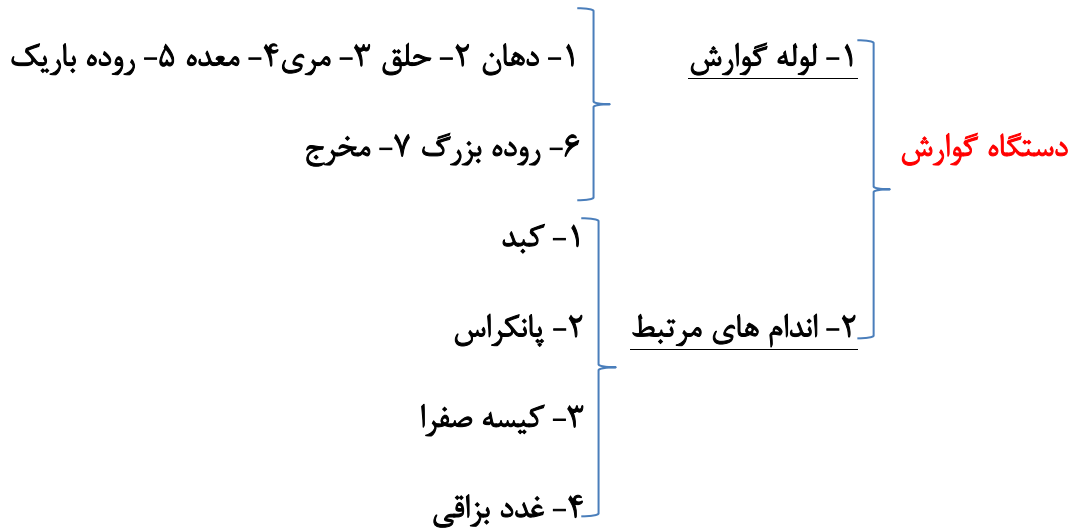 دستگاه گوارش
۱- لوله گوارش
۱- دهان ۲- حلق ۳- مری۴- معده ۵- روده باریک
۶- روده بزرگ ۷- مخرج
۲- اندام های مرتبط
۱- کبد
۲- پانکراس
۳- کیسه صفرا
۴- غدد بزاقی